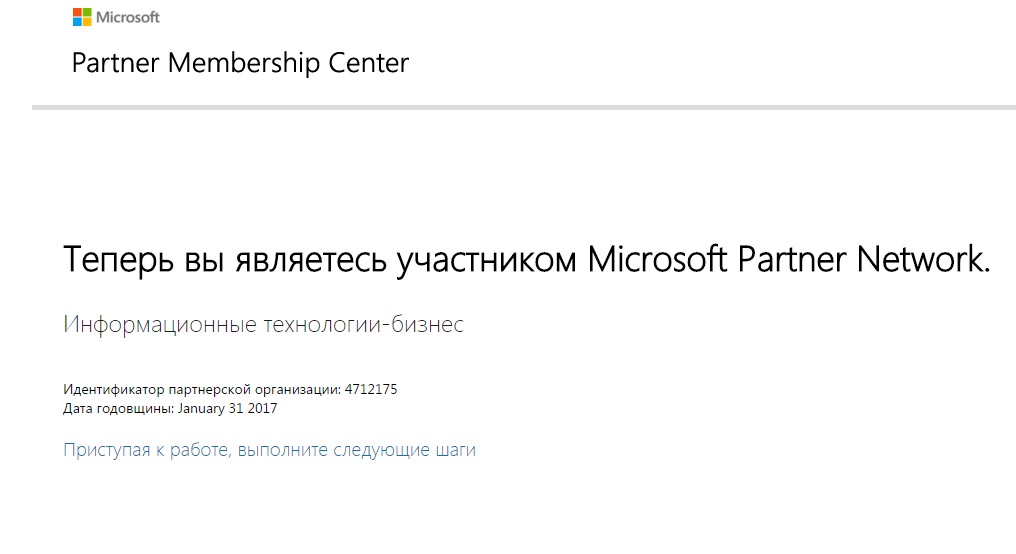 Microsoft
Partner Membership Center
Теперь вы являетесь участником Microsoft Partner Network.
Информационные технологии-бизнес
Идентификатор партнерской организации: 4712175
Дата годовщины: January 31 2017
Приступая к работе, выполните следующие шаги